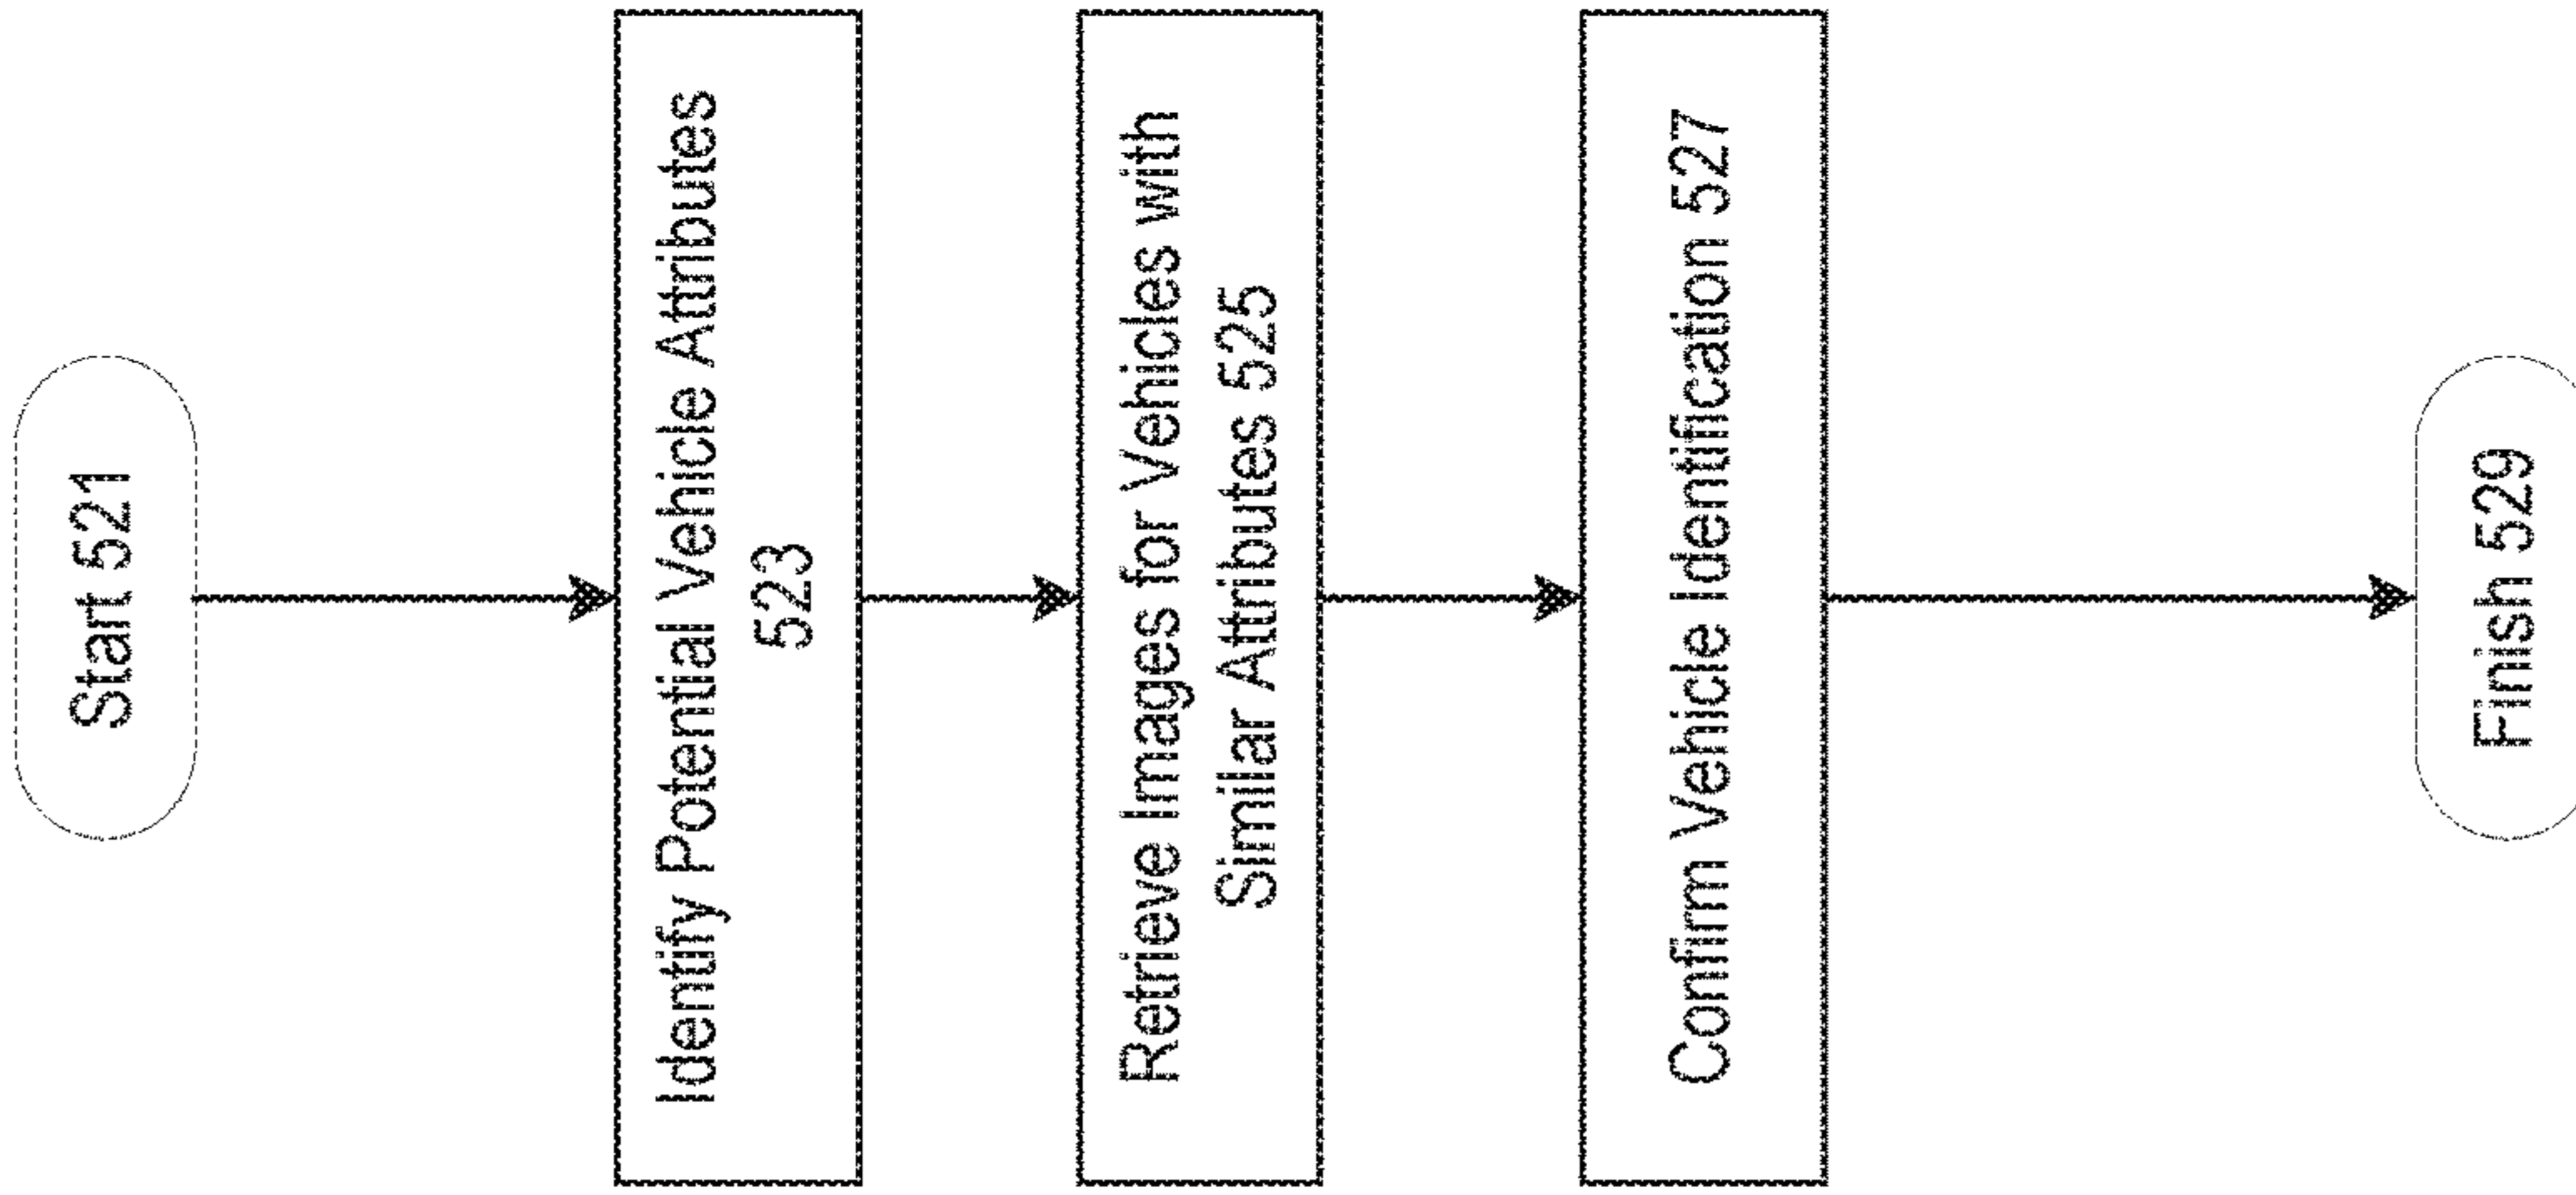 Start 521
Identify Potential Vehicle Attributes
523
Retrieve Images for Vehicles with
Similar Attributes 525
Confirm Vehicle Identification 527
Finish 529